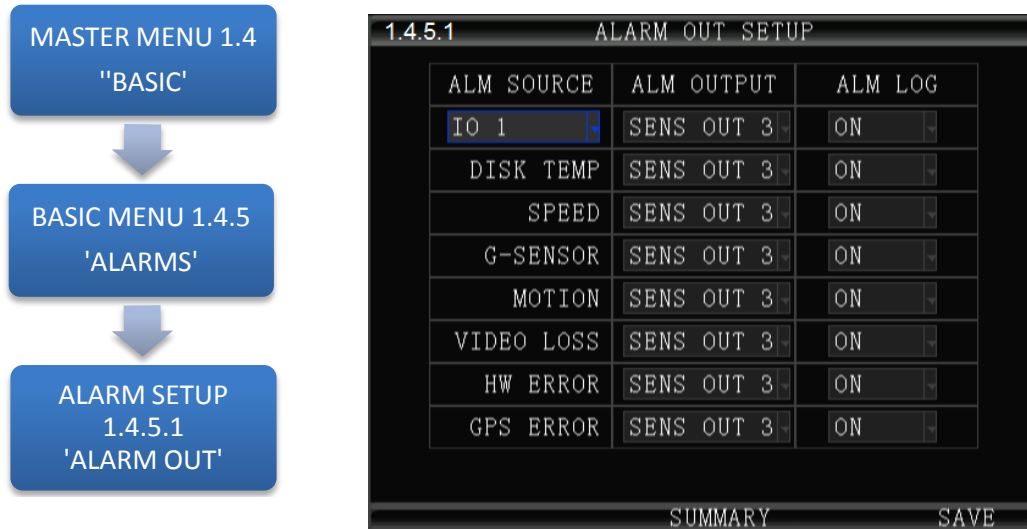 MASTER MENU 1.4
''BASIC'
BASIC MENU 1.4.5
'ALARMS'
ALARM SETUP
1.4.5.1
'ALARM OUT'
1.4.5.1 ALARM OUT SETUP
ALM SOURCE ALM OUTPUT ALM LOG
IO 1 SENS OUT 3 ON
DISK TEMP SENS OUT 3 ON
SPEED SENS OUT 3 ON
G-SENSOR SENS OUT 3 ON
MOTION SENS OUT 3 ON
VIDEO LOSS SENS OUT 3 ON
HW ERROR SENS OUT 3 ON
GPS ERROR SENS OUT 3 ON
SUMMARY SAVE